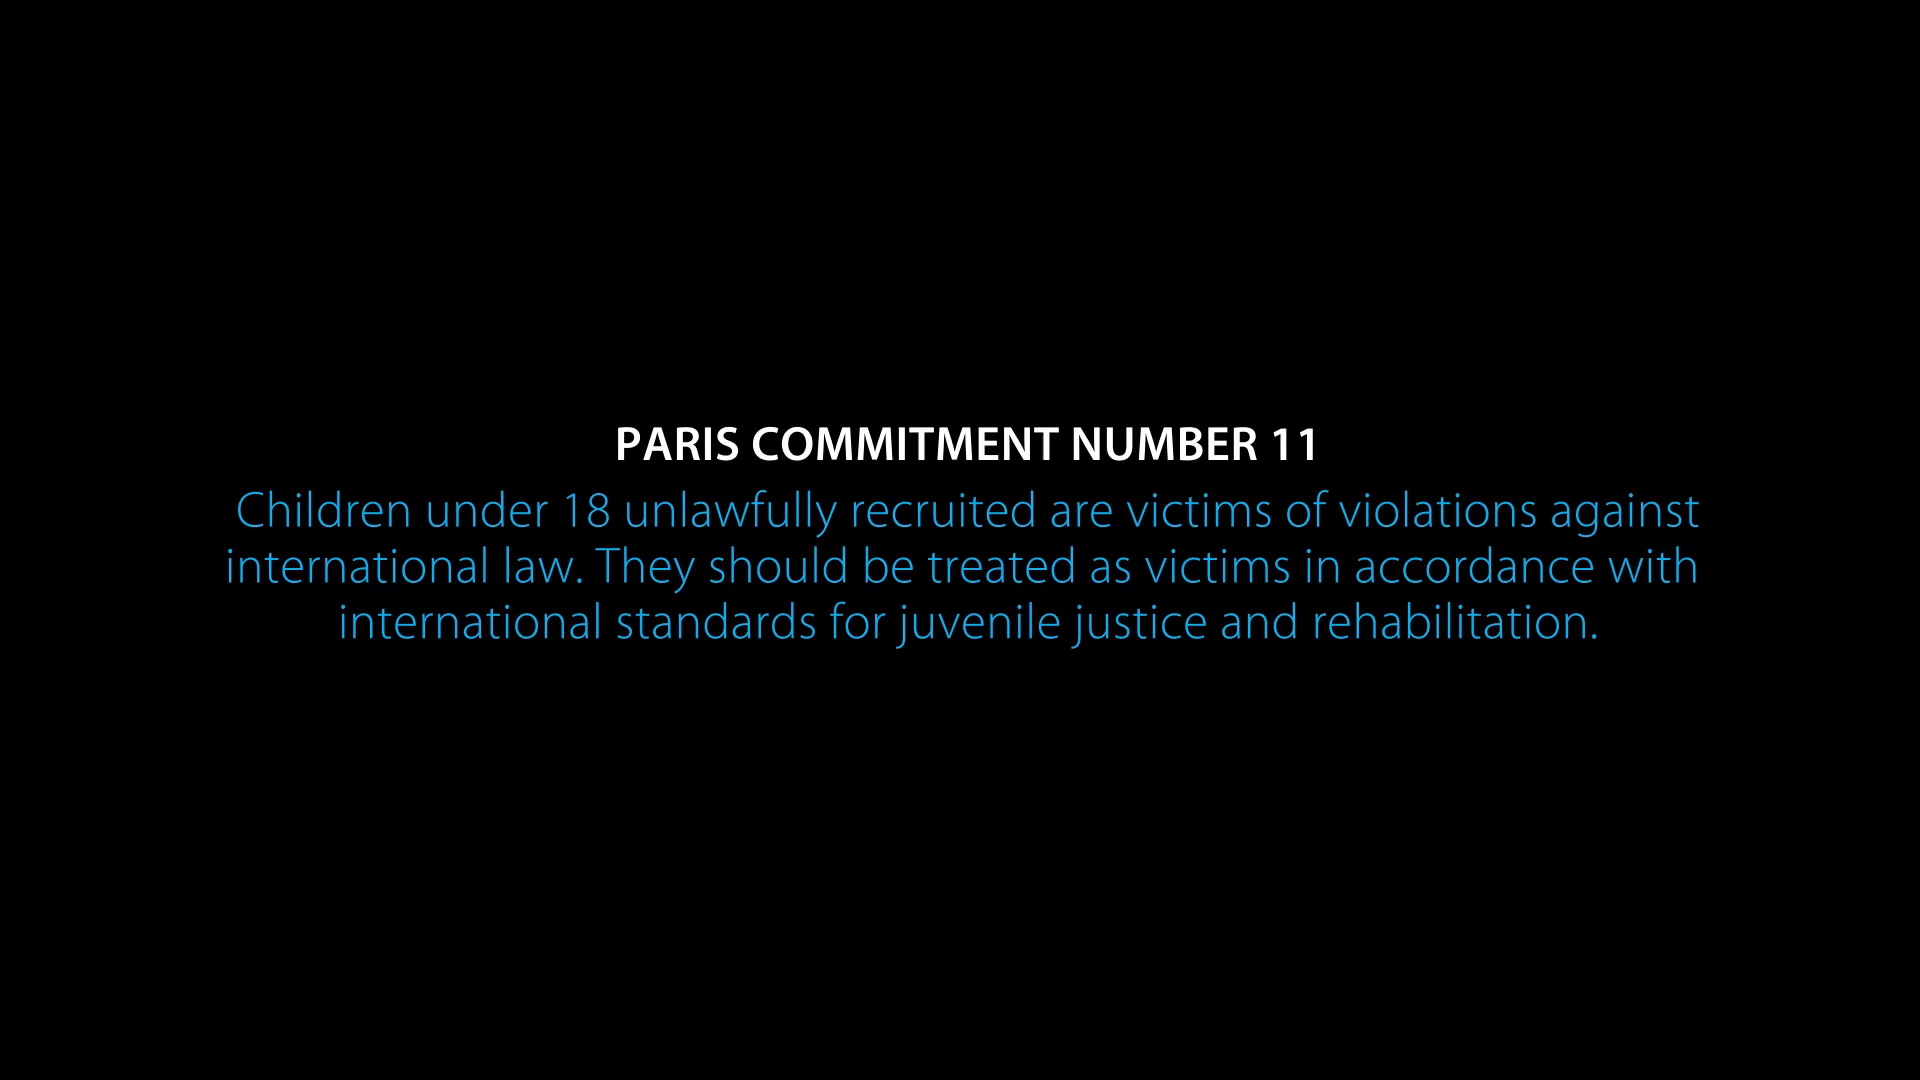 PARIS COMMITMENT NUMBER 11
Children under 18 unlawfully recruited are victims of violations against
international law. They should be treated as victims in accordance with
international standards for juvenile justice and rehabilitation.